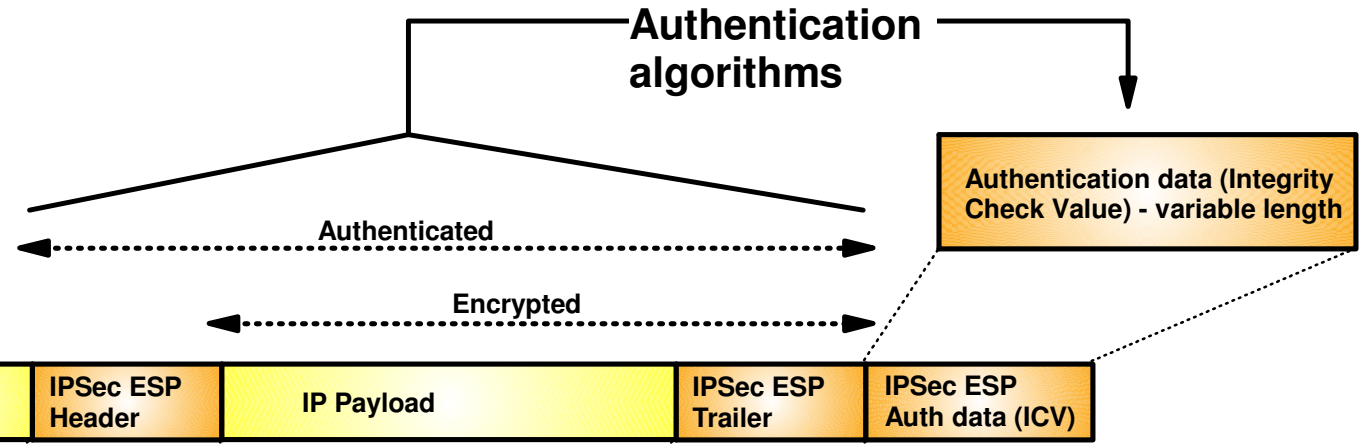 Authentication
algorithms
Authentication data (Integrity
Check Value) - variable length
Authenticated
Encrypted
IPSec ESP
Header
IP Payload
IPSec ESP
Trailer
IPSec ESP
Auth data (ICV)